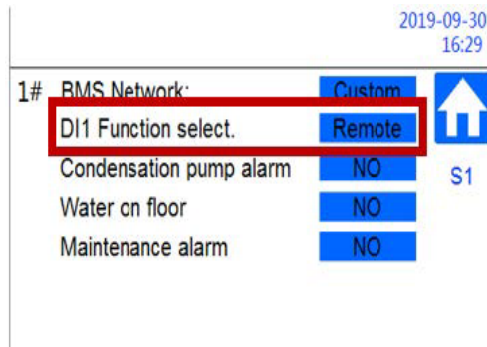 2019-09-30
16:29
1# BMS Network: Custom
DI1 Function select. Remote
Condensation pump alarm NO
S1
Water on floor NO
Maintenance alarm NO